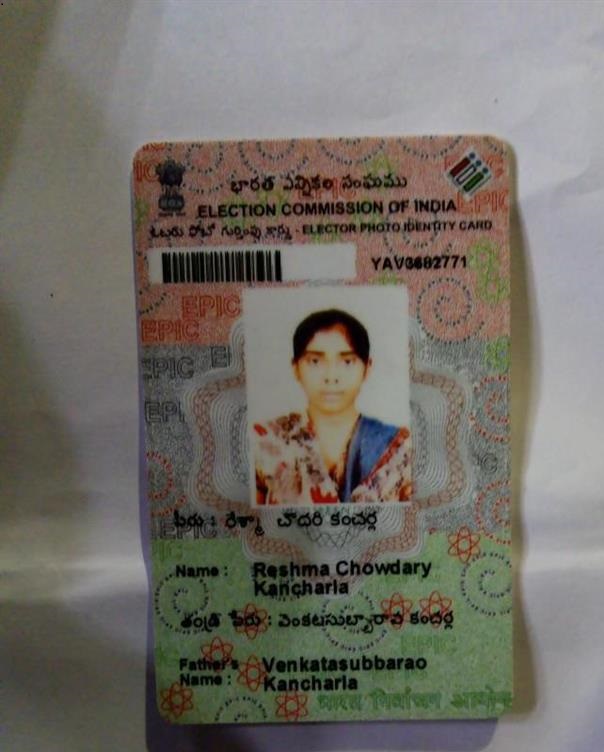 భారత ఎన్నికల సంఘము
ELECTION COMMISSION OF INDIA
ఓటరు ఫోటో గుర్తింపు కార్డు - ELECTOR PHOTO IDENTITY CARD
YAV3682771
EPIC
EPIC
EPIC
EPIC
పేరు : రేశ్మా చౌదరి కంచర్ల
Name : Reshma Chowdary
Kancharla
తండ్రి పేరు : వెంకటసుబ్బారావు కంచర్ల
Father's Name : Venkatasubbarao
Kancharla
भारत निर्वाचन आयोग